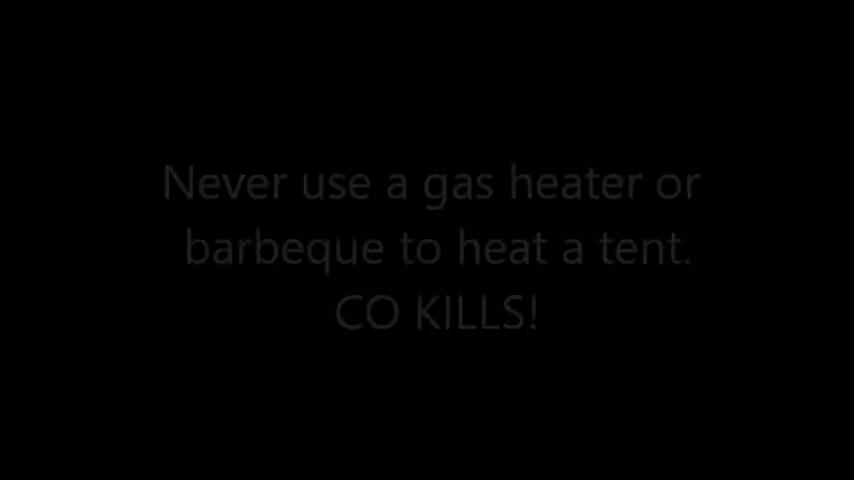 Never use a gas heater or
barbeque to heat a tent.
CO KILLS!